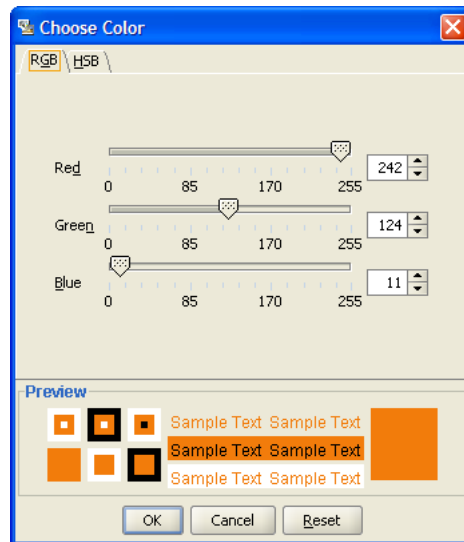 Choose Color
RGB HSB
Red 242
0 85 170 255
Green 124
0 85 170 255
Blue 11
0 85 170 255
Preview
Sample Text Sample Text
Sample Text Sample Text
Sample Text Sample Text
OK Cancel Reset